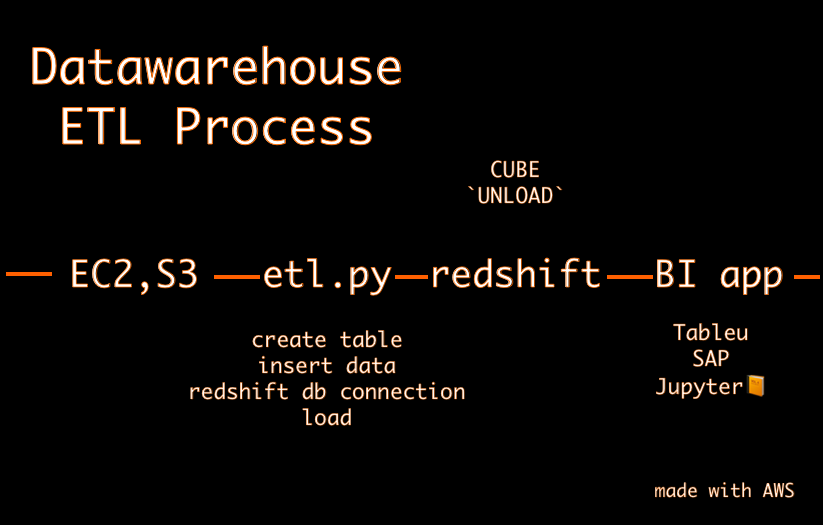 Datawarehouse
ETL Process
CUBE
`UNLOAD`
EC2,S3 etl.py redshift BI app
create table
insert data
redshift db connection
load
Tableu
SAP
Jupyter
made with AWS